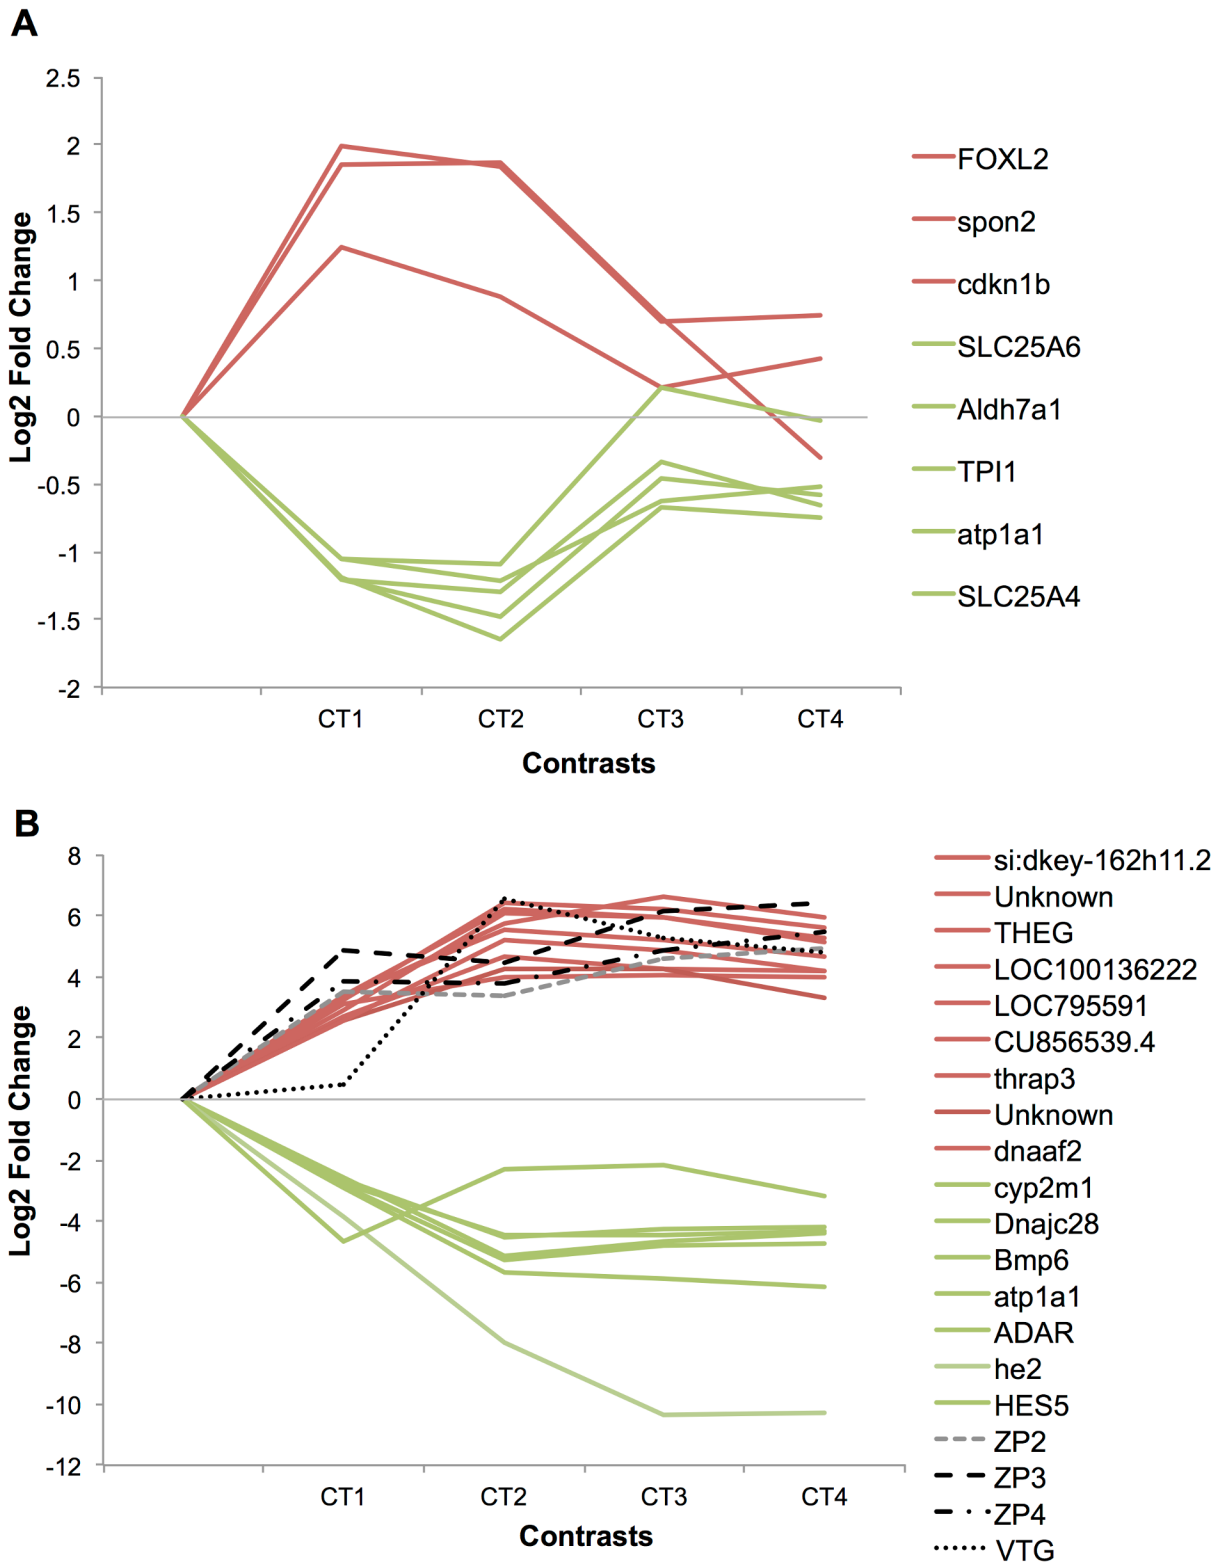 A
2.5
2
1.5
1
0.5
0
-0.5
-1
-1.5
-2
Log2 Fold Change
CT1 CT2 CT3 CT4
Contrasts
FOXL2
spon2
cdkn1b
SLC25A6
Aldh7a1
TPI1
atp1a1
SLC25A4
B
8
6
4
2
0
-2
-4
-6
-8
-10
-12
Log2 Fold Change
CT1 CT2 CT3 CT4
Contrasts
si:dkey-162h11.2
Unknown
THEG
LOC100136222
LOC795591
CU856539.4
thrap3
Unknown
dnaaf2
cyp2m1
Dnajc28
Bmp6
atp1a1
ADAR
he2
HES5
ZP2
ZP3
ZP4
VTG